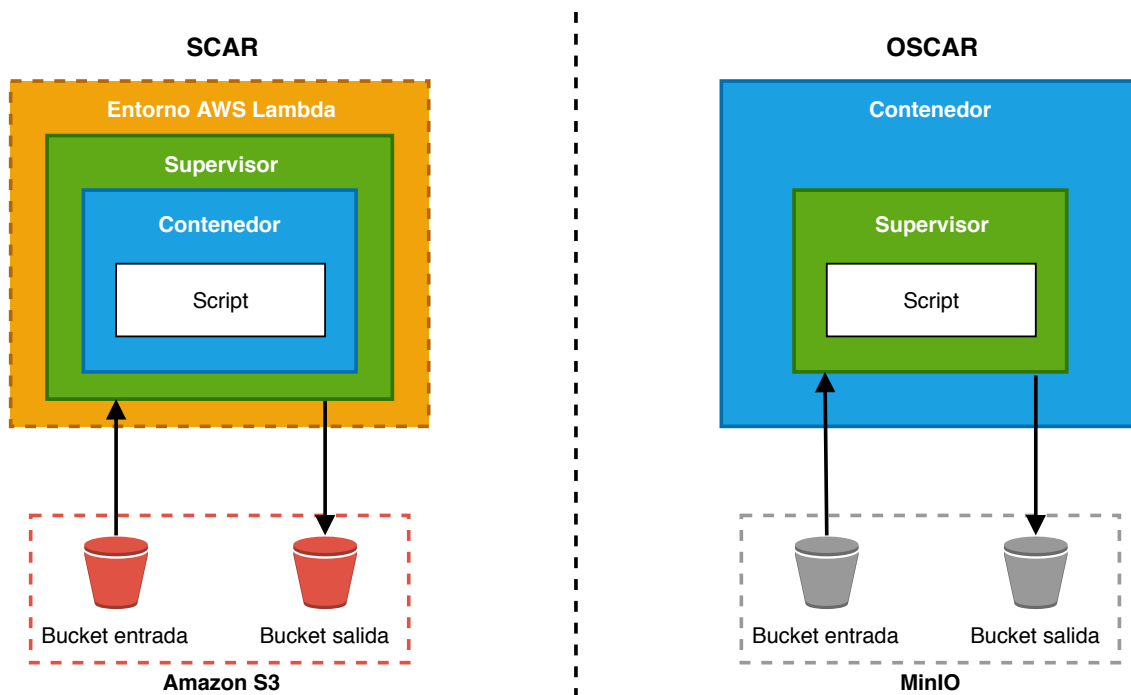 SCAR
Entorno AWS Lambda
Supervisor
Contenedor
Script
Bucket entrada
Bucket salida
Amazon S3
OSCAR
Contenedor
Supervisor
Script
Bucket entrada
Bucket salida
MinIO